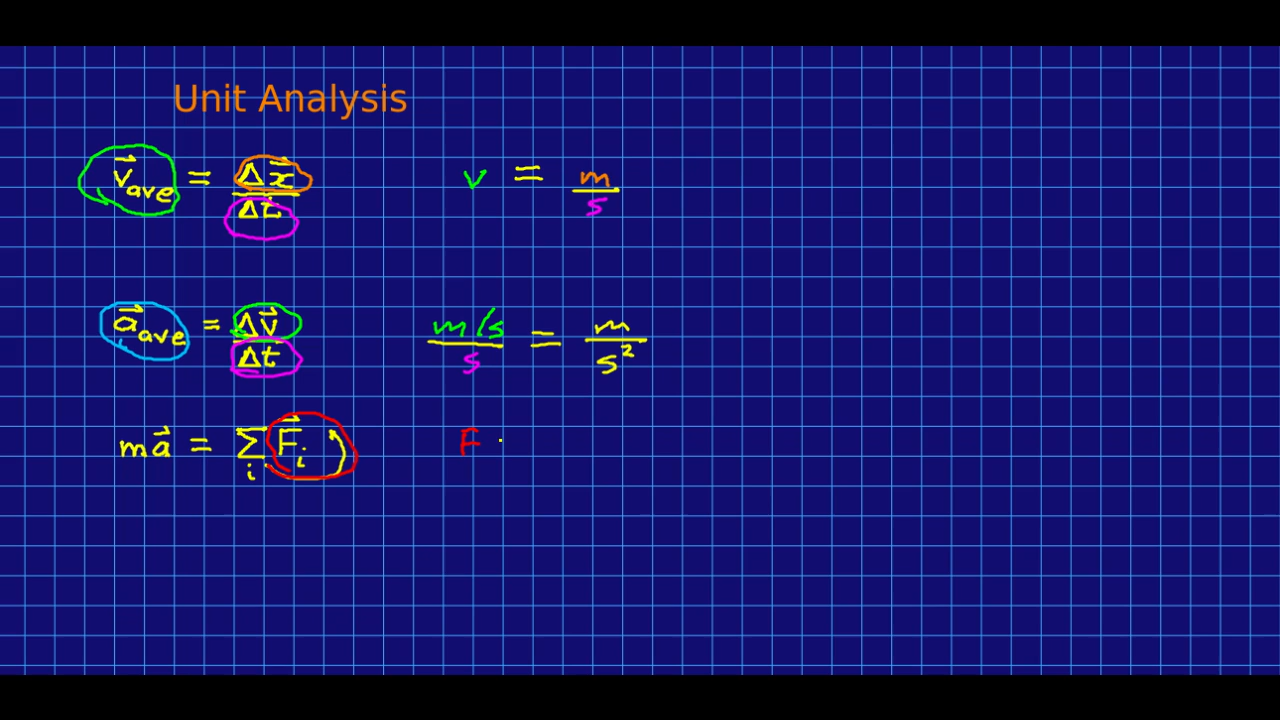 Unit Analysis
v⃗ave = Δx⃗/Δt v = m/s
a⃗ave = Δv⃗/Δt (m/s)/s = m/s²
ma⃗ = Σi F⃗i F